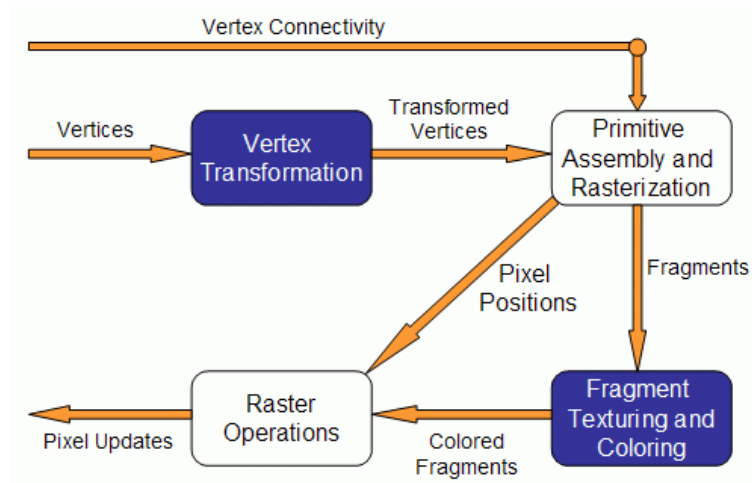 Vertex Connectivity
Vertices
Vertex
Transformation
Transformed
Vertices
Primitive
Assembly and
Rasterization
Pixel
Positions
Fragments
Fragment
Texturing and
Coloring
Colored
Fragments
Raster
Operations
Pixel Updates